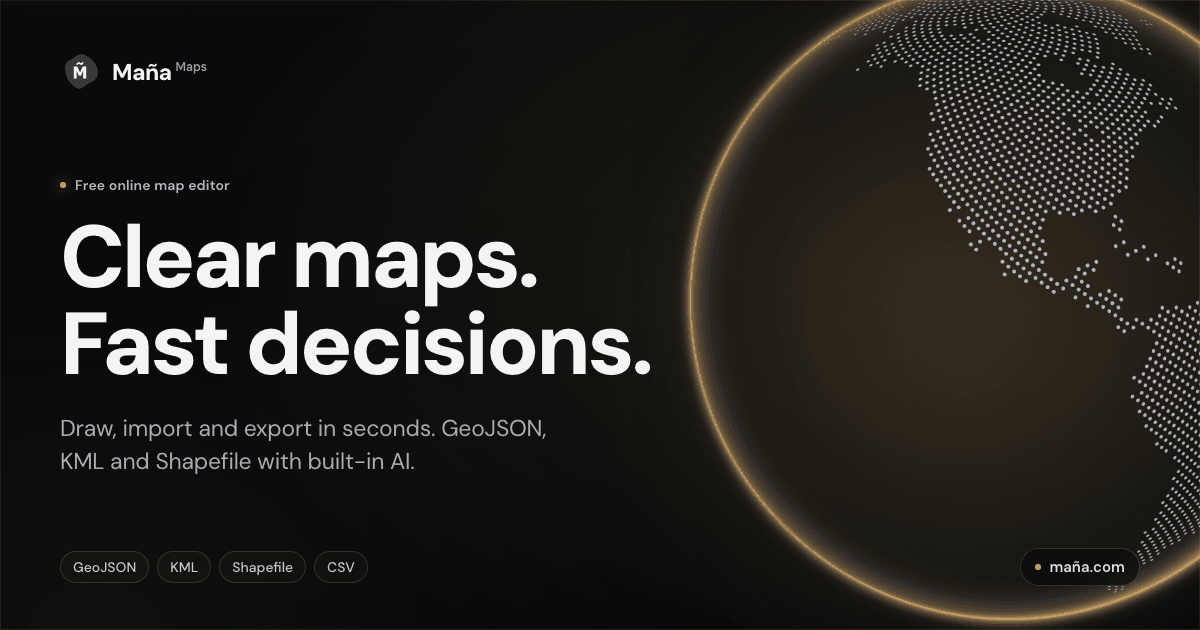 M̃
Maña Maps
Free online map editor
Clear maps.
Fast decisions.
Draw, import and export in seconds. GeoJSON,
KML and Shapefile with built-in AI.
GeoJSON KML Shapefile CSV
maña.com